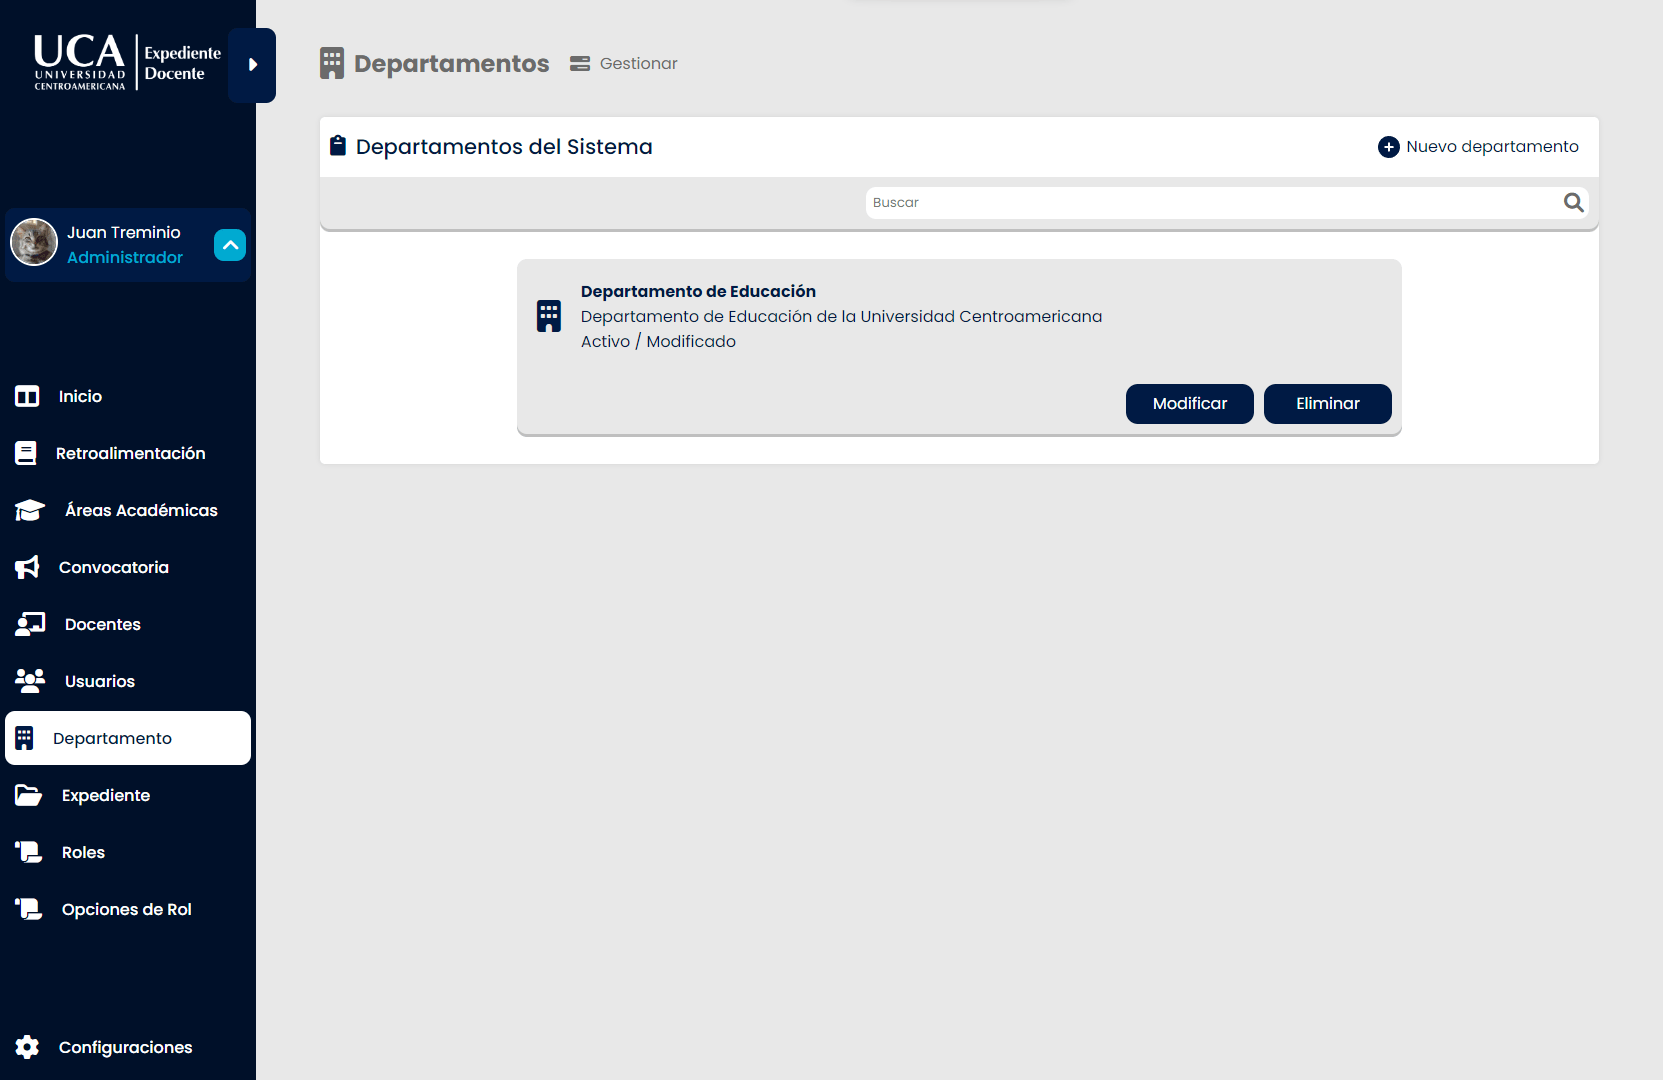 UCA
UNIVERSIDAD
CENTROAMERICANA
Expediente
Docente
Juan Treminio
Administrador
Inicio
Retroalimentación
Áreas Académicas
Convocatoria
Docentes
Usuarios
Departamento
Expediente
Roles
Opciones de Rol
Configuraciones
Departamentos
Gestionar
Departamentos del Sistema
Nuevo departamento
Buscar
Departamento de Educación
Departamento de Educación de la Universidad Centroamericana
Activo / Modificado
Modificar
Eliminar